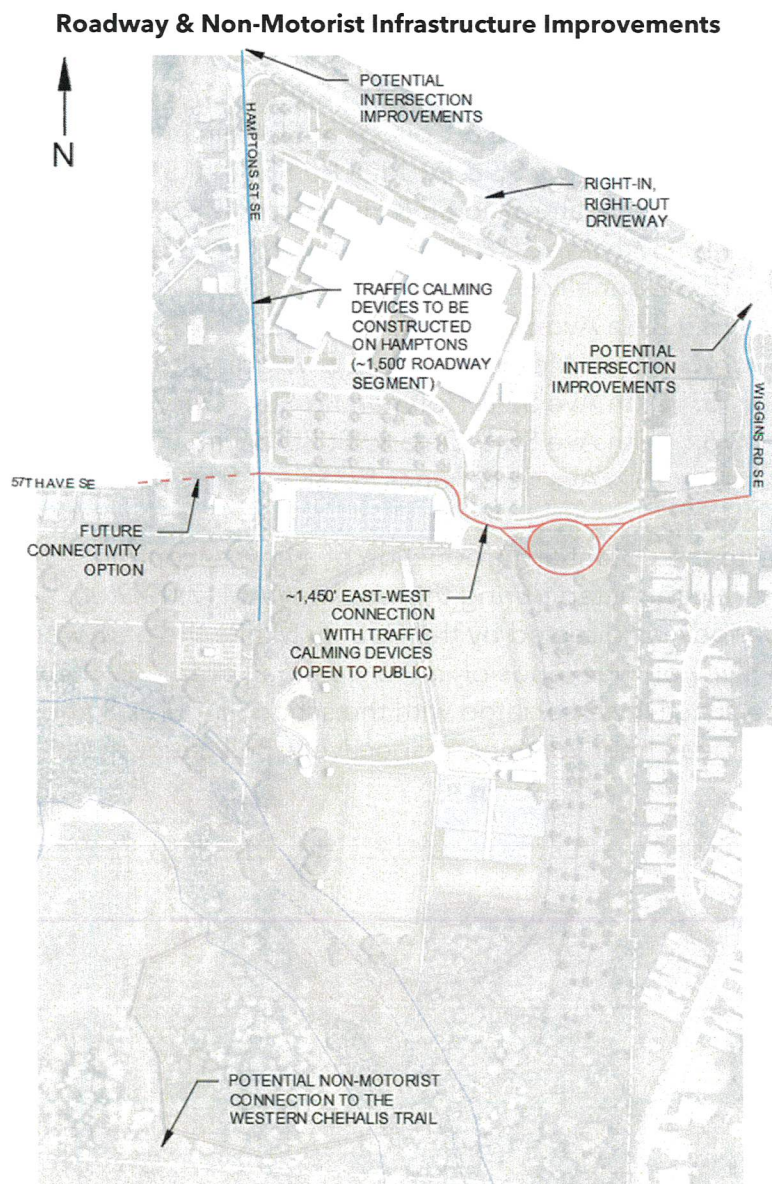 Roadway & Non-Motorist Infrastructure Improvements
N
POTENTIAL
INTERSECTION
IMPROVEMENTS
HAMPTONS ST SE
RIGHT-IN,
RIGHT-OUT
DRIVEWAY
TRAFFIC CALMING
DEVICES TO BE
CONSTRUCTED
ON HAMPTONS
(~1,500' ROADWAY
SEGMENT)
POTENTIAL
INTERSECTION
IMPROVEMENTS
WIGGINS RD SE
57TH AVE SE
FUTURE
CONNECTIVITY
OPTION
~1,450' EAST-WEST
CONNECTION
WITH TRAFFIC
CALMING DEVICES
(OPEN TO PUBLIC)
POTENTIAL NON-MOTORIST
CONNECTION TO THE
WESTERN CHEHALIS TRAIL